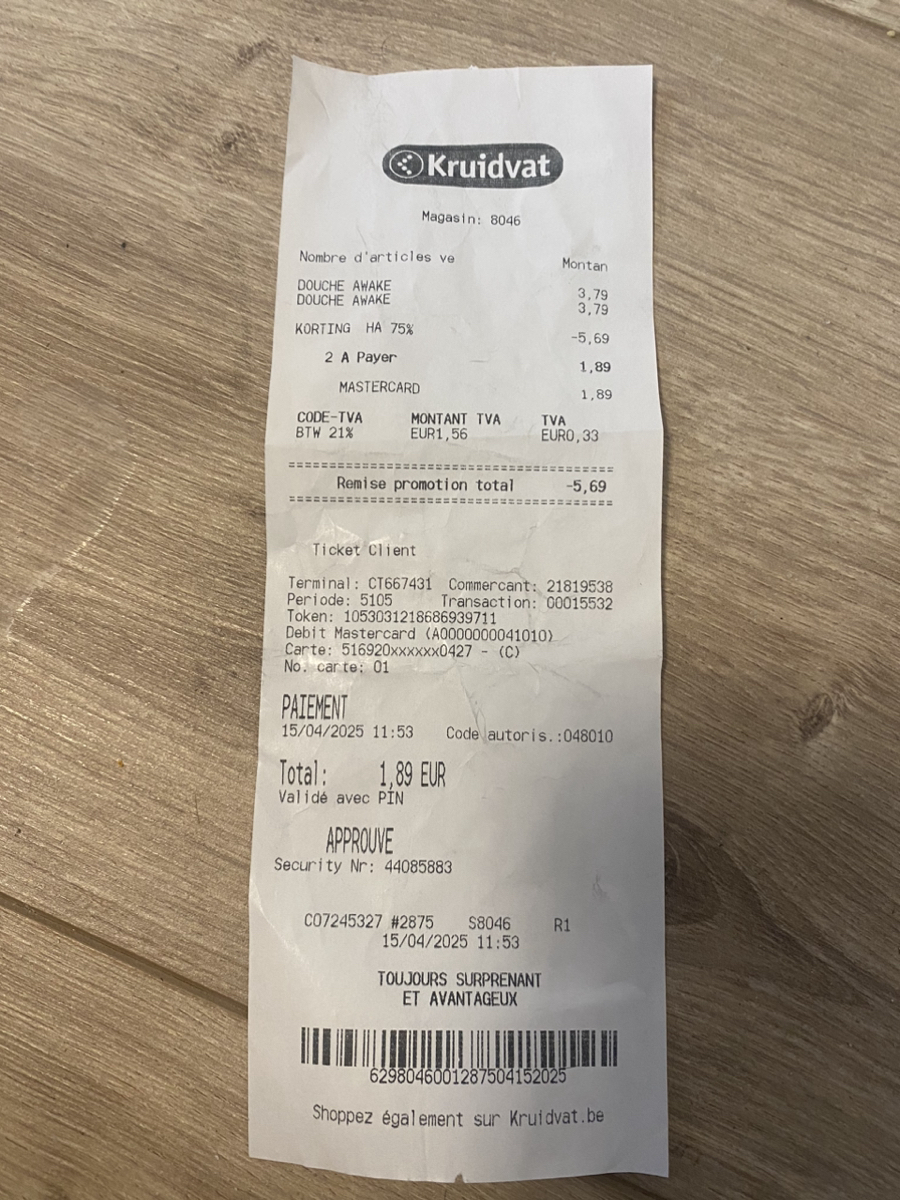 Kruidvat
Magasin: 8046
Nombre d'articles ve Montan
DOUCHE AWAKE 3,79
DOUCHE AWAKE 3,79
KORTING HA 75% -5,69
2 A Payer 1,89
MASTERCARD 1,89
CODE-TVA MONTANT TVA TVA
BTW 21% EUR1,56 EUR0,33
========================================
Remise promotion total -5,69
========================================
Ticket Client
Terminal: CT667431 Commercant: 21819538
Periode: 5105 Transaction: 00015532
Token: 1053031218686939711
Debit Mastercard (A0000000041010)
Carte: 516920xxxxxx0427 - (C)
No. carte: 01
PAIEMENT
15/04/2025 11:53 Code autoris.:048010
Total: 1,89 EUR
Validé avec PIN
APPROUVE
Security Nr: 44085883
C07245327 #2875 S8046 R1
15/04/2025 11:53
TOUJOURS SURPRENANT
ET AVANTAGEUX
6298046001287504152025
Shoppez également sur Kruidvat.be